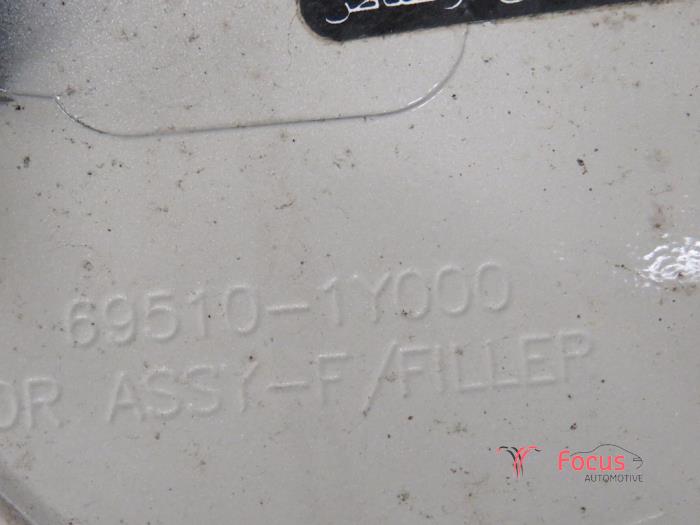 69510-1Y000
OR ASSY-F/FILLER
Focus
AUTOMOTIVE